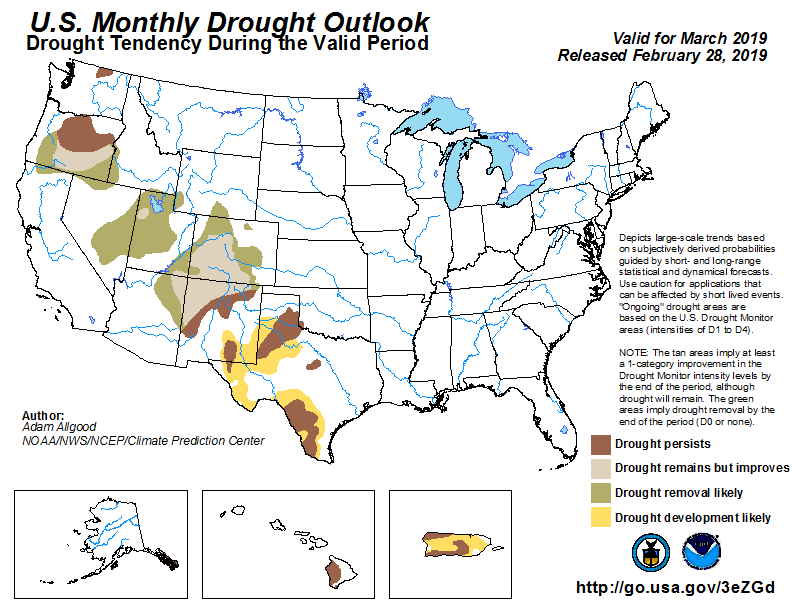 U.S. Monthly Drought Outlook
Drought Tendency During the Valid Period
Valid for March 2019
Released February 28, 2019
Depicts large-scale trends based
on subjectively derived probabilities
guided by short- and long-range
statistical and dynamical forecasts.
Use caution for applications that
can be affected by short lived events.
"Ongoing" drought areas are
based on the U.S. Drought Monitor
areas (intensities of D1 to D4).
NOTE: The tan areas imply at least
a 1-category improvement in the
Drought Monitor intensity levels by
the end of the period, although
drought will remain. The green
areas imply drought removal by the
end of the period (D0 or none).
Author:
Adam Allgood
NOAA/NWS/NCEP/Climate Prediction Center
Drought persists
Drought remains but improves
Drought removal likely
Drought development likely
http://go.usa.gov/3eZGd